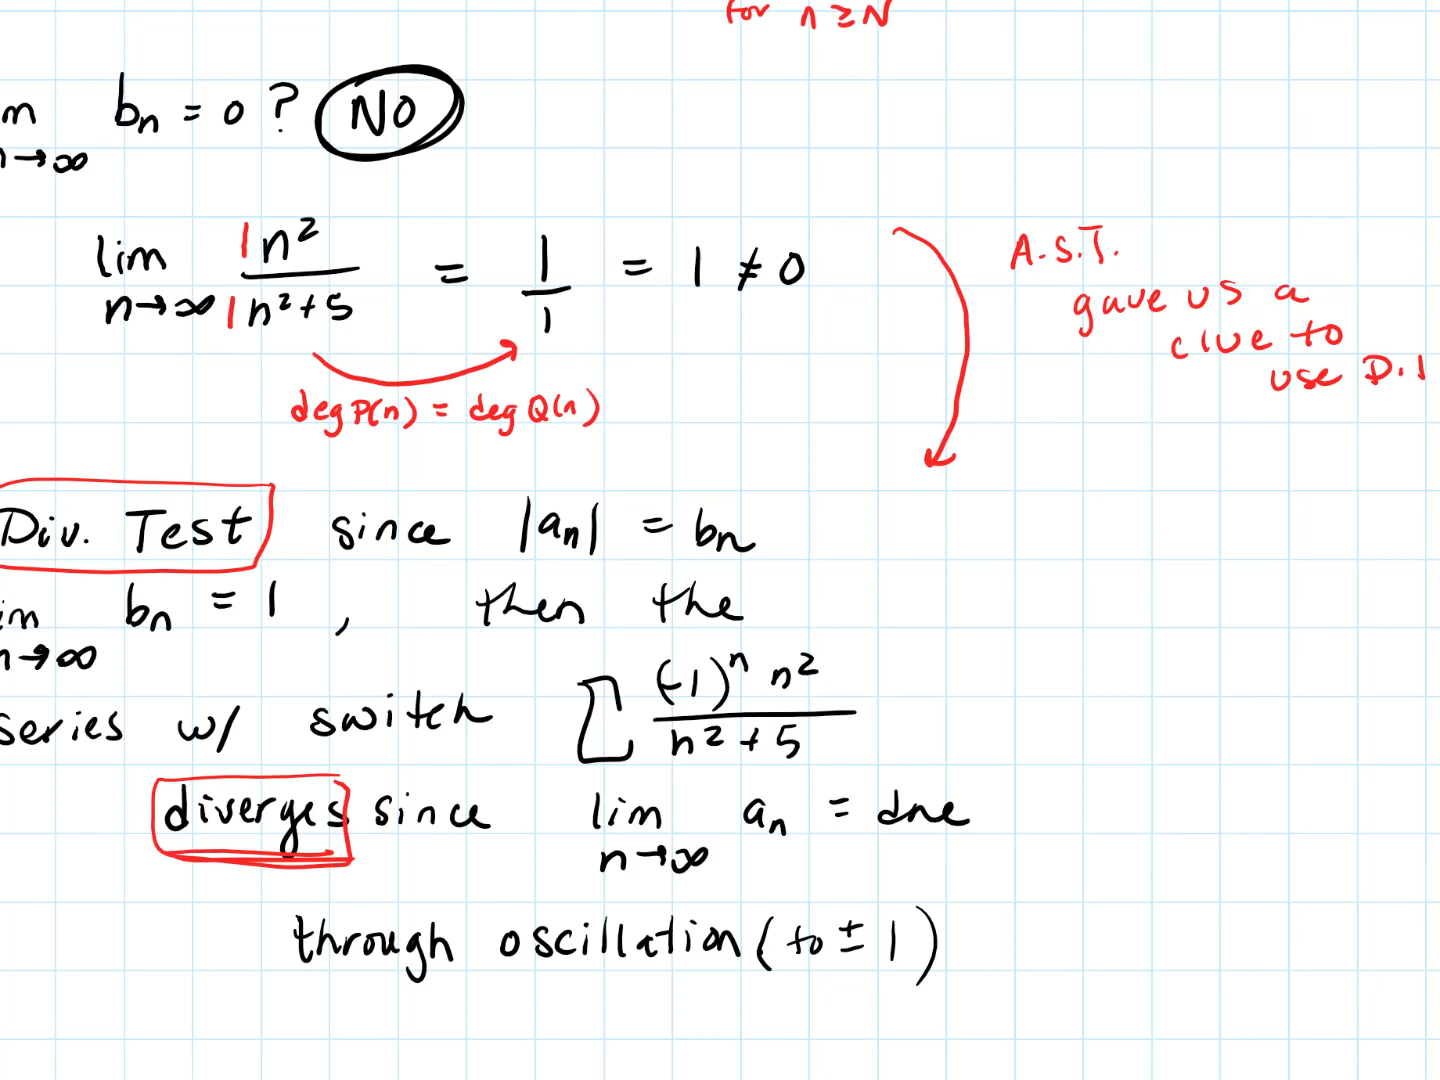 for n ≥ N
m bn = 0 ? NO
n→∞
lim 1n² / 1n²+5 = 1/1 = 1 ≠ 0
n→∞
deg P(n) = deg Q(n)
A.S.T.
gave us a
clue to
use D.
Div. Test since |an| = bn
im bn = 1 , then the
n→∞
series w/ switch Σ (-1)ⁿ n² / n² + 5
diverges since lim an = dne
n→∞
through oscillation (to ± 1)